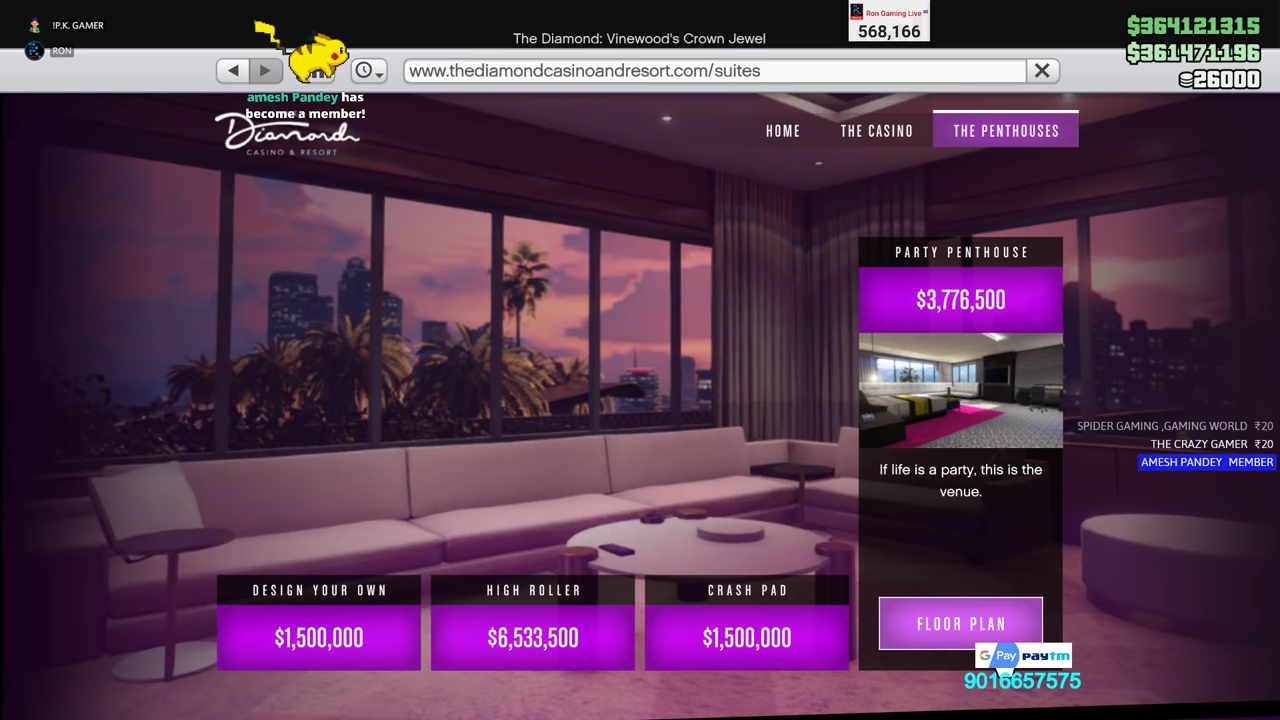 !P.K. GAMER
RON
The Diamond: Vinewood's Crown Jewel
Ron Gaming Live
568,166
$364121315
$361471196
26000
www.thediamondcasinoandresort.com/suites
amesh Pandey has
become a member!
Diamond
CASINO & RESORT
HOME
THE CASINO
THE PENTHOUSES
PARTY PENTHOUSE
$3,776,500
If life is a party, this is the
venue.
FLOOR PLAN
SPIDER GAMING ,GAMING WORLD ₹20
THE CRAZY GAMER ₹20
AMESH PANDEY MEMBER
DESIGN YOUR OWN
$1,500,000
HIGH ROLLER
$6,533,500
CRASH PAD
$1,500,000
G Pay paytm
9016657575